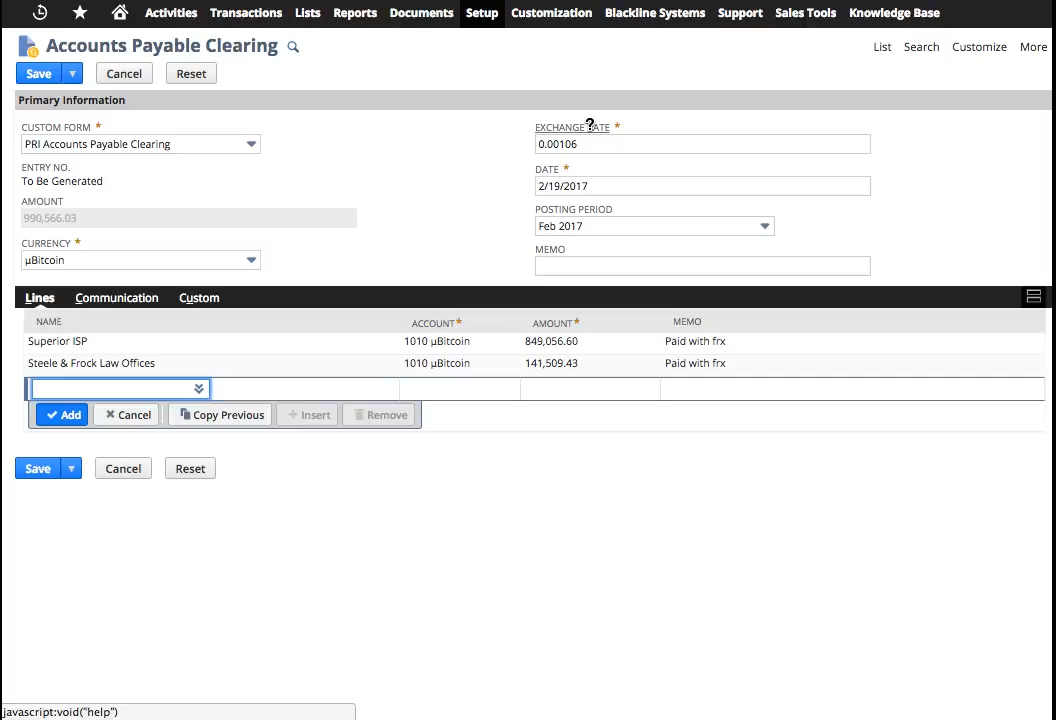 Activities Transactions Lists Reports Documents Setup Customization Blackline Systems Support Sales Tools Knowledge Base
Accounts Payable Clearing
List Search Customize More
Save Cancel Reset
Primary Information
CUSTOM FORM *
PRI Accounts Payable Clearing
ENTRY NO.
To Be Generated
AMOUNT
990,566.03
CURRENCY *
µBitcoin
EXCHANGE RATE *
0.00106
DATE *
2/19/2017
POSTING PERIOD
Feb 2017
MEMO
Lines Communication Custom
NAME ACCOUNT* AMOUNT* MEMO
Superior ISP 1010 µBitcoin 849,056.60 Paid with frx
Steele & Frock Law Offices 1010 µBitcoin 141,509.43 Paid with frx
Add Cancel Copy Previous Insert Remove
Save Cancel Reset
javascript:void("help")